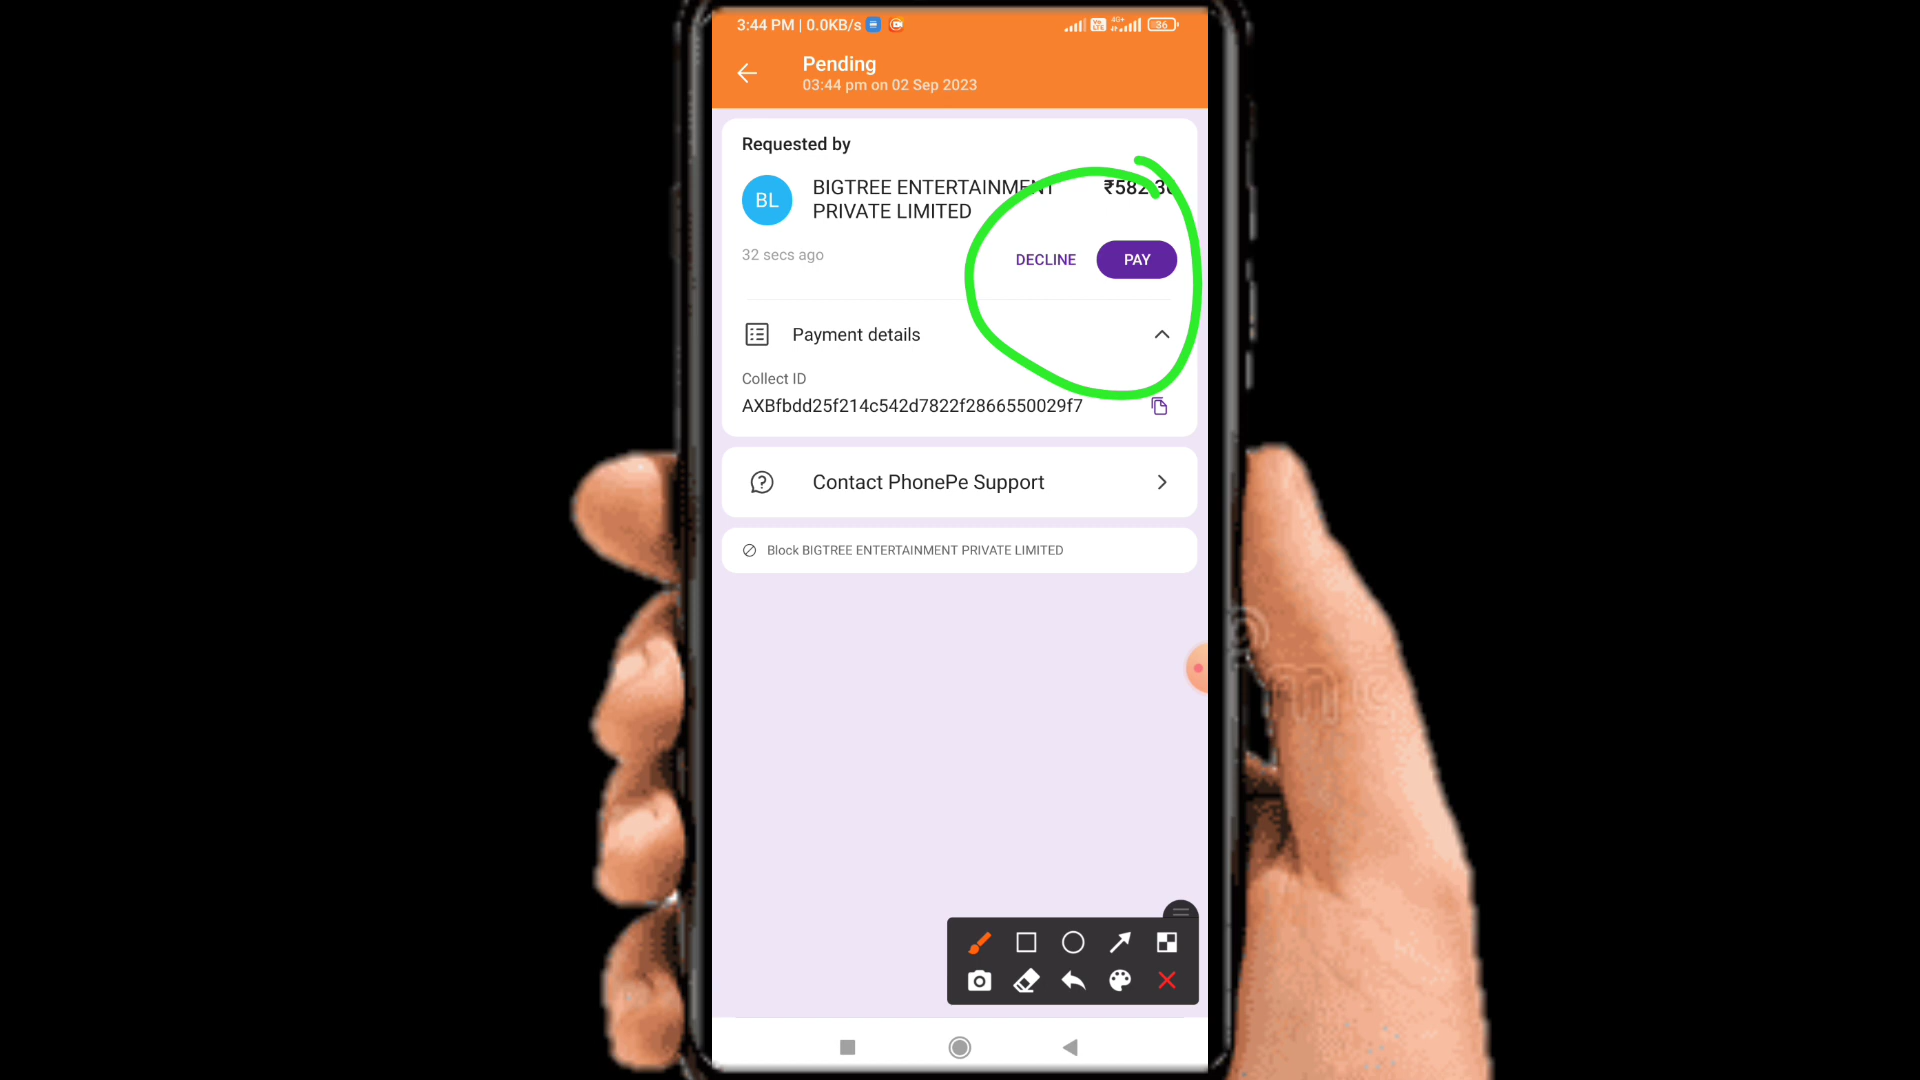 3:44 PM | 0.0KB/s
4G+
36
Pending
03:44 pm on 02 Sep 2023
Requested by
BL
BIGTREE ENTERTAINMENT
PRIVATE LIMITED
32 secs ago
DECLINE
PAY
Payment details
Collect ID
AXBfbdd25f214c542d7822f2866550029f7
Contact PhonePe Support
Block BIGTREE ENTERTAINMENT PRIVATE LIMITED